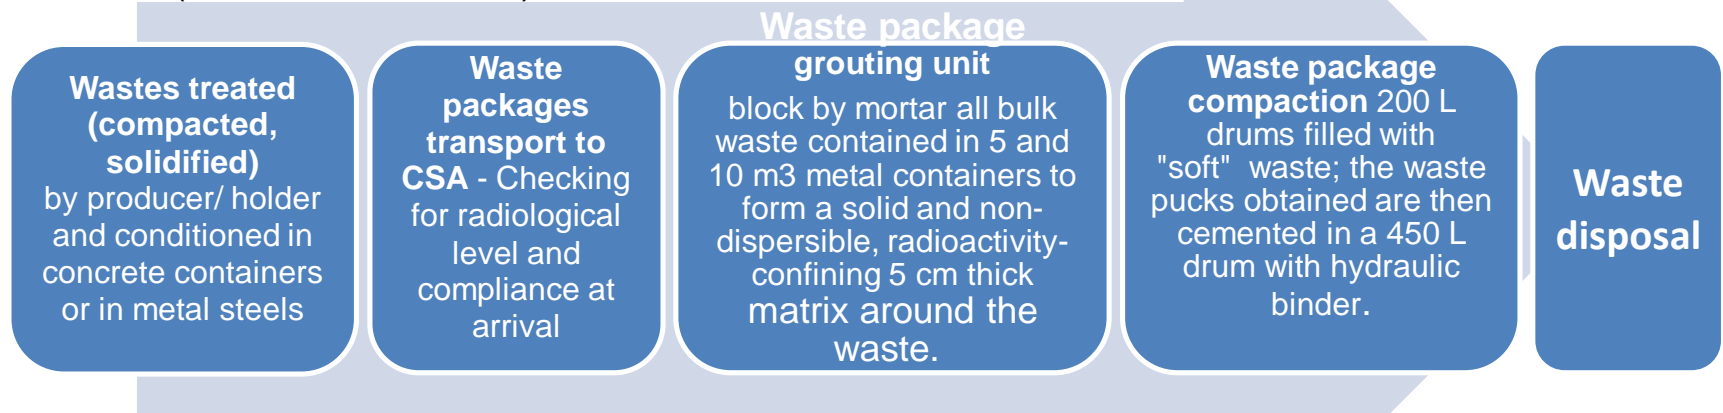 Wastes treated
(compacted,
solidified)
by producer/ holder
and conditioned in
concrete containers
or in metal steels
Waste
packages
transport to
CSA - Checking
for radiological
level and
compliance at
arrival
Waste package
grouting unit
block by mortar all bulk
waste contained in 5 and
10 m3 metal containers to
form a solid and non-
dispersible, radioactivity-
confining 5 cm thick
matrix around the
waste.
Waste package
compaction 200 L
drums filled with
"soft"  waste; the waste
pucks obtained are then
cemented in a 450 L
drum with hydraulic
binder.
Waste
disposal